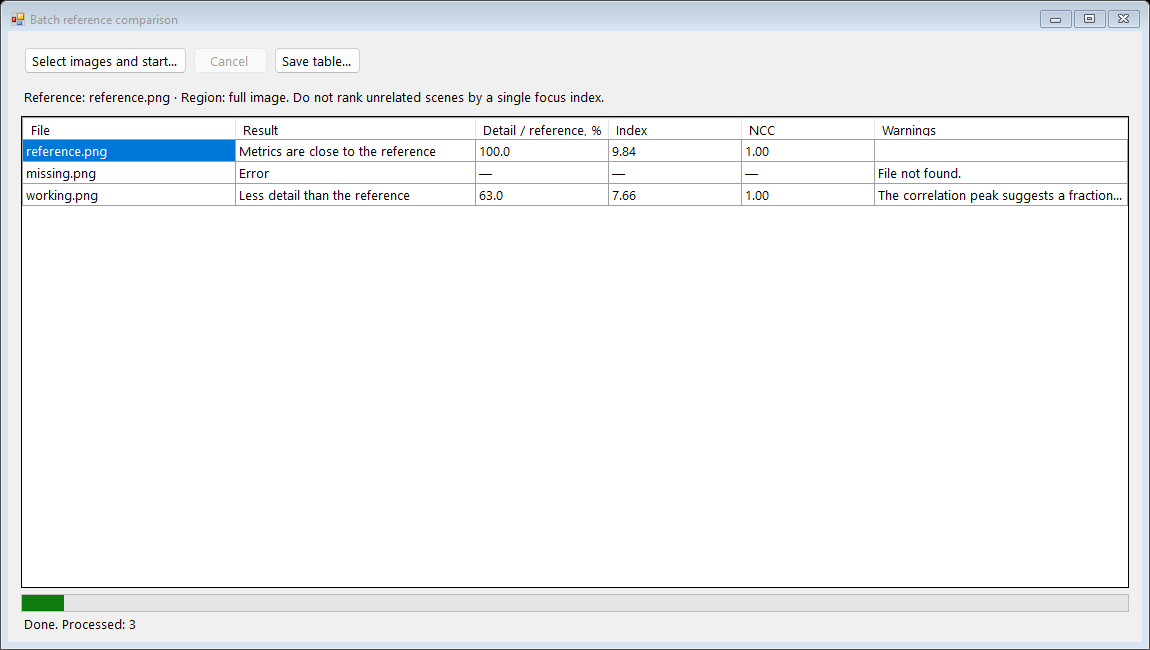 Batch reference comparison
Select images and start... Cancel Save table...
Reference: reference.png · Region: full image. Do not rank unrelated scenes by a single focus index.
File Result Detail / reference, % Index NCC Warnings
reference.png Metrics are close to the reference 100.0 9.84 1.00
missing.png Error — — — File not found.
working.png Less detail than the reference 63.0 7.66 1.00 The correlation peak suggests a fraction...
Done. Processed: 3